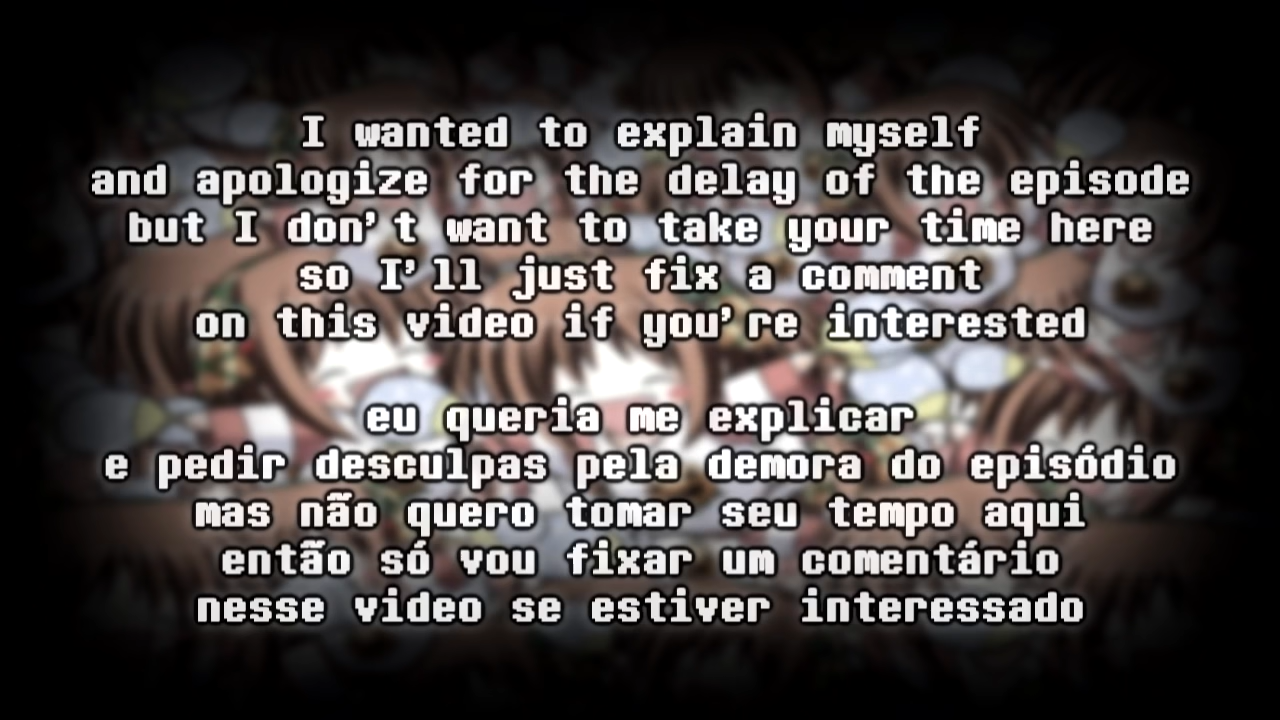 I wanted to explain myself
and apologize for the delay of the episode
but I don't want to take your time here
so I'll just fix a comment
on this video if you're interested
eu queria me explicar
e pedir desculpas pela demora do episódio
mas não quero tomar seu tempo aqui
então só vou fixar um comentário
nesse video se estiver interessado